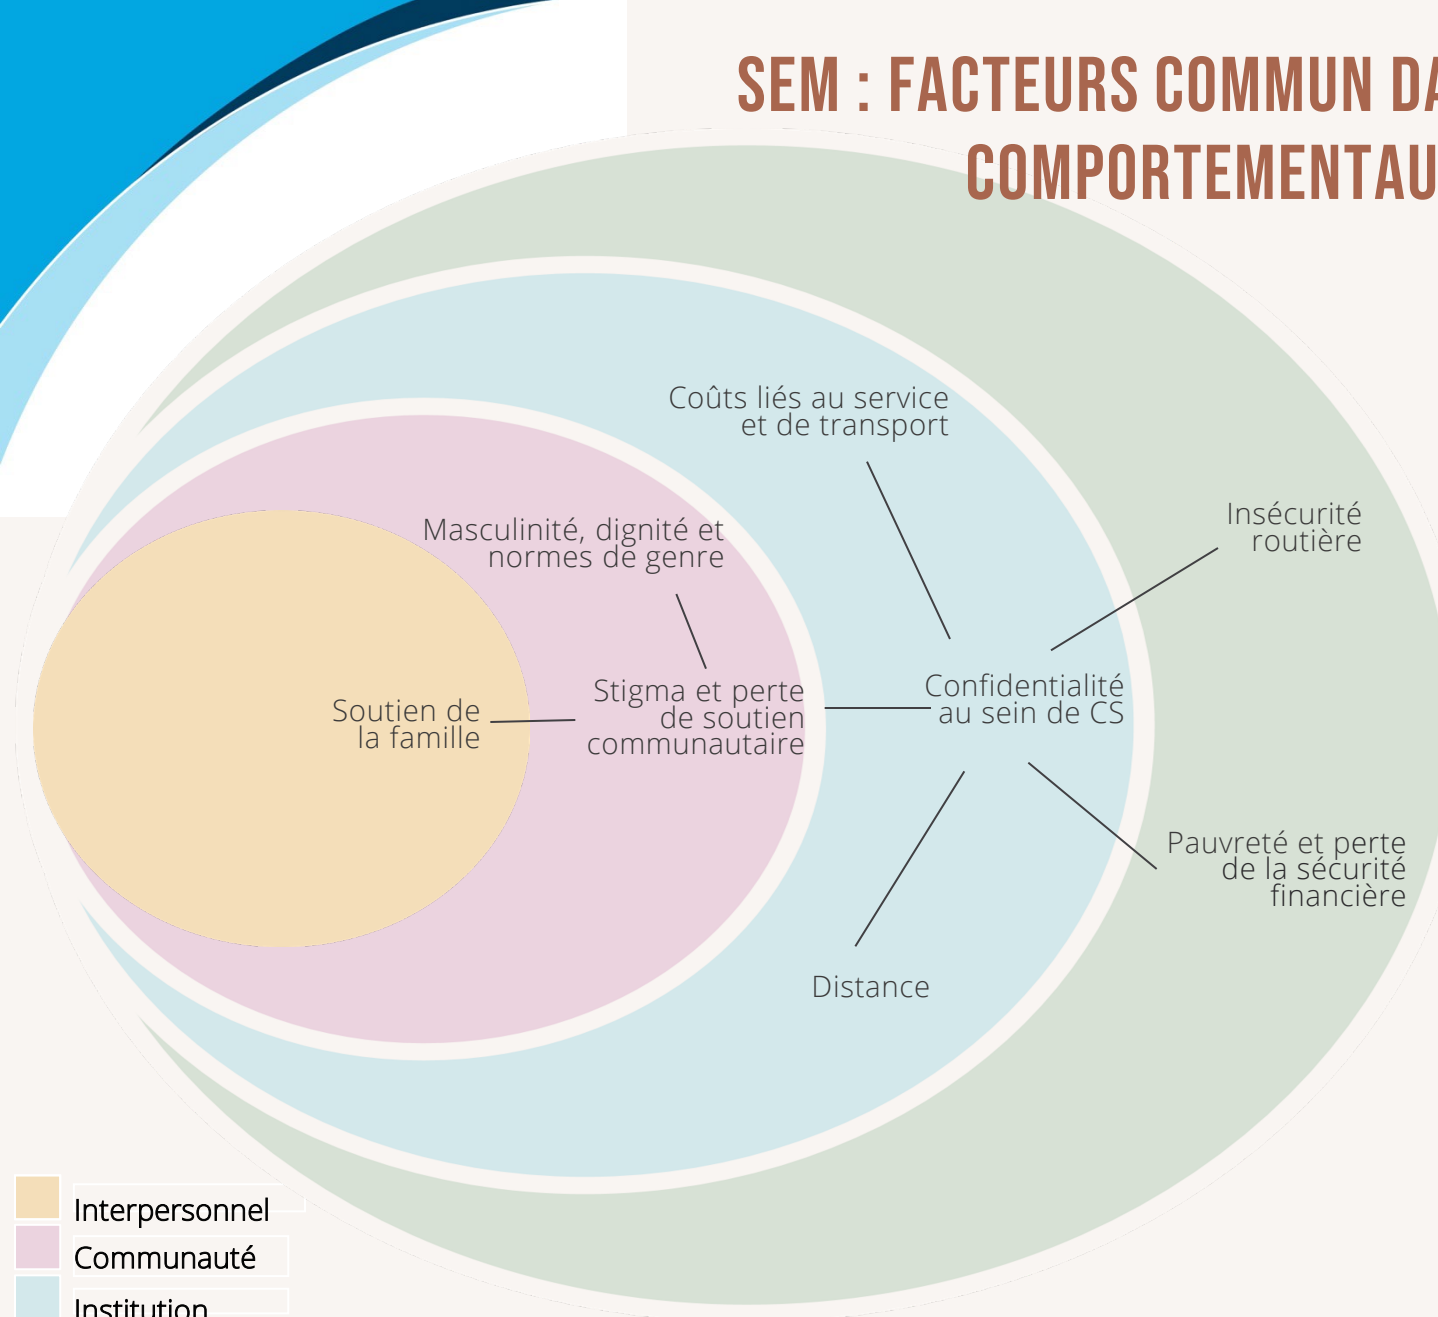 SEM : FACTEURS COMMUN
COMPORTEMENTAU
Coûts liés au service
et de transport
Insécurité
routière
Masculinité, dignité et
normes de genre
Confidentialité
au sein de CS
Stigma et perte
de soutien
communautaire
Soutien de
la famille
Pauvreté et perte
de la sécurité
financière
Distance
Interpersonnel
Communauté
Institution